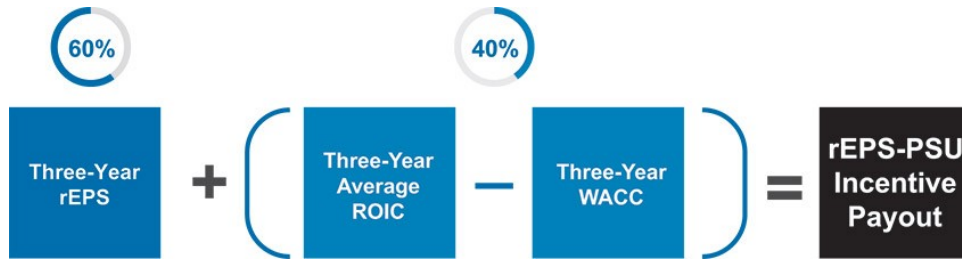 60%
40%
Three-Year
rEPS
+
(
Three-Year
Average
ROIC
–
Three-Year
WACC
)
=
rEPS-PSU
Incentive
Payout